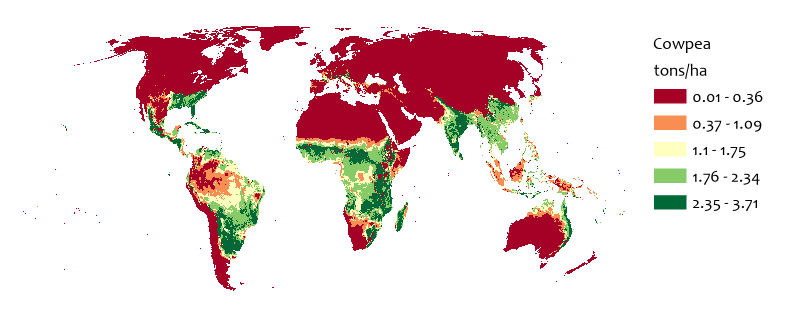 Cowpea
tons/ha
0.01 - 0.36
0.37 - 1.09
1.1 - 1.75
1.76 - 2.34
2.35 - 3.71